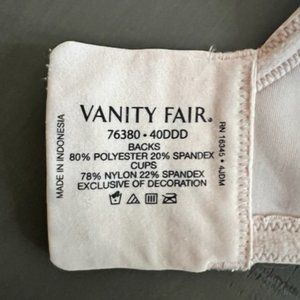 VANITY FAIR®
76380 • 40DDD
BACKS
80% POLYESTER 20% SPANDEX
CUPS
78% NYLON 22% SPANDEX
EXCLUSIVE OF DECORATION
MADE IN INDONESIA
RN 16345 • AJDM